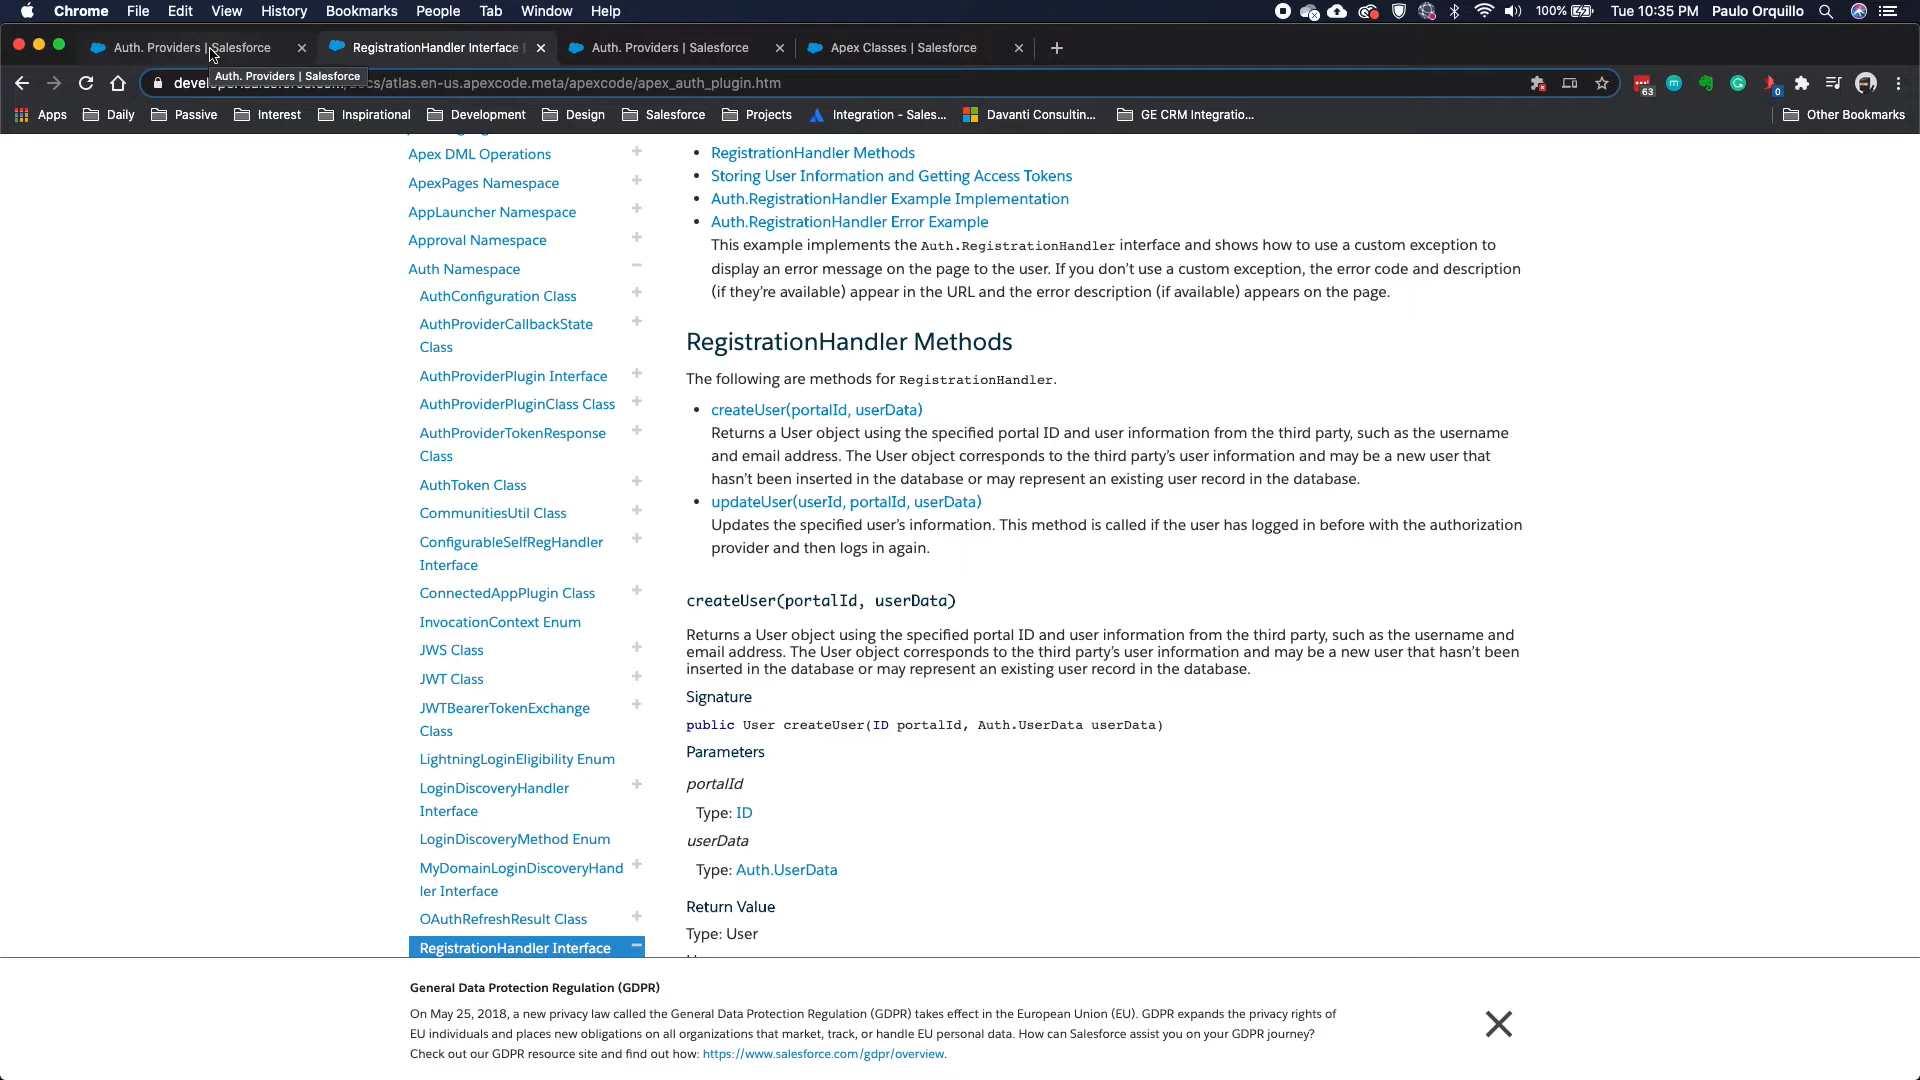 Chrome File Edit View History Bookmarks People Tab Window Help 100% Tue 10:35 PM Paulo Orquillo
Auth. Providers | Salesforce RegistrationHandler Interface | Auth. Providers | Salesforce Apex Classes | Salesforce
Auth. Providers | Salesforce
/atlas.en-us.apexcode.meta/apexcode/apex_auth_plugin.htm 63 0
Apps Daily Passive Interest Inspirational Development Design Salesforce Projects Integration - Sales... Davanti Consultin... GE CRM Integratio... Other Bookmarks
Apex DML Operations
ApexPages Namespace
AppLauncher Namespace
Approval Namespace
Auth Namespace
AuthConfiguration Class
AuthProviderCallbackState
Class
AuthProviderPlugin Interface
AuthProviderPluginClass Class
AuthProviderTokenResponse
Class
AuthToken Class
CommunitiesUtil Class
ConfigurableSelfRegHandler
Interface
ConnectedAppPlugin Class
InvocationContext Enum
JWS Class
JWT Class
JWTBearerTokenExchange
Class
LightningLoginEligibility Enum
LoginDiscoveryHandler
Interface
LoginDiscoveryMethod Enum
MyDomainLoginDiscoveryHand
ler Interface
OAuthRefreshResult Class
RegistrationHandler Interface
• RegistrationHandler Methods
• Storing User Information and Getting Access Tokens
• Auth.RegistrationHandler Example Implementation
• Auth.RegistrationHandler Error Example
This example implements the Auth.RegistrationHandler interface and shows how to use a custom exception to
display an error message on the page to the user. If you don't use a custom exception, the error code and description
(if they're available) appear in the URL and the error description (if available) appears on the page.
RegistrationHandler Methods
The following are methods for RegistrationHandler.
• createUser(portalId, userData)
Returns a User object using the specified portal ID and user information from the third party, such as the username
and email address. The User object corresponds to the third party's user information and may be a new user that
hasn't been inserted in the database or may represent an existing user record in the database.
• updateUser(userId, portalId, userData)
Updates the specified user's information. This method is called if the user has logged in before with the authorization
provider and then logs in again.
createUser(portalId, userData)
Returns a User object using the specified portal ID and user information from the third party, such as the username and
email address. The User object corresponds to the third party's user information and may be a new user that hasn't been
inserted in the database or may represent an existing user record in the database.
Signature
public User createUser(ID portalId, Auth.UserData userData)
Parameters
portalId
Type: ID
userData
Type: Auth.UserData
Return Value
Type: User
General Data Protection Regulation (GDPR)
On May 25, 2018, a new privacy law called the General Data Protection Regulation (GDPR) takes effect in the European Union (EU). GDPR expands the privacy rights of
EU individuals and places new obligations on all organizations that market, track, or handle EU personal data. How can Salesforce assist you on your GDPR journey?
Check out our GDPR resource site and find out how: https://www.salesforce.com/gdpr/overview.